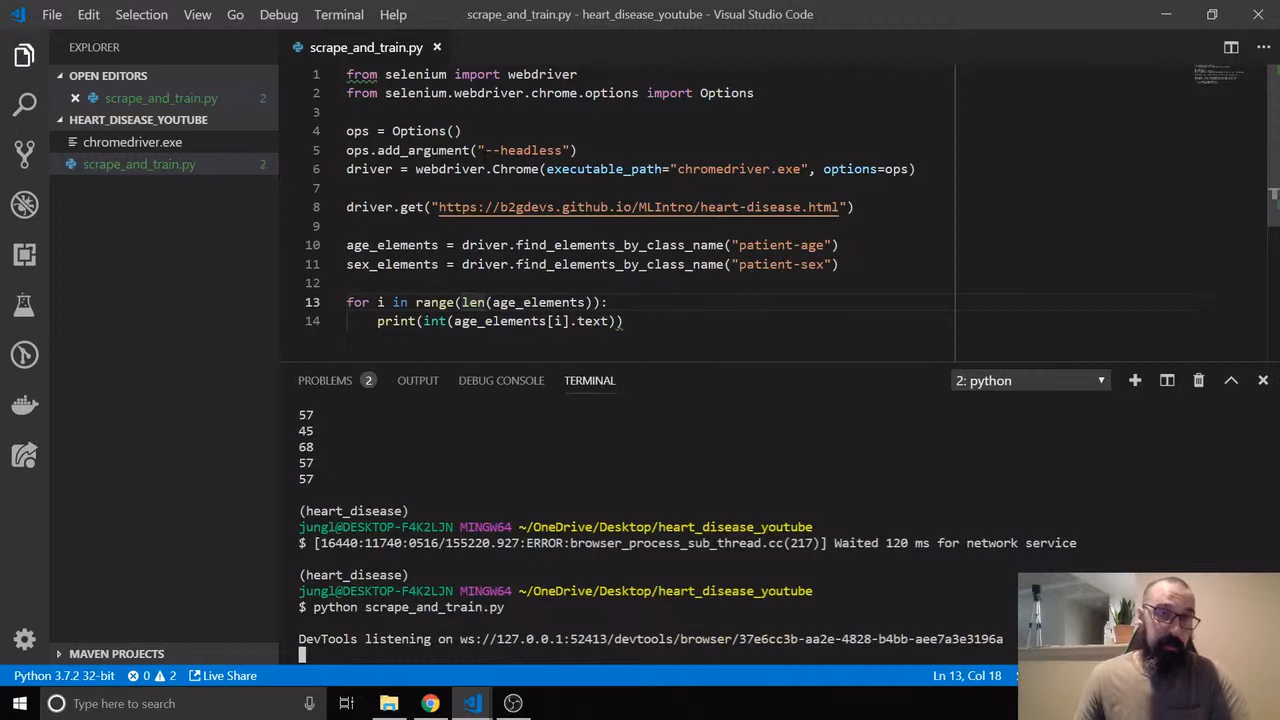 File Edit Selection View Go Debug Terminal Help scrape_and_train.py - heart_disease_youtube - Visual Studio Code
EXPLORER
OPEN EDITORS
scrape_and_train.py 2
HEART_DISEASE_YOUTUBE
chromedriver.exe
scrape_and_train.py 2
MAVEN PROJECTS
scrape_and_train.py
1 from selenium import webdriver
2 from selenium.webdriver.chrome.options import Options
3
4 ops = Options()
5 ops.add_argument("--headless")
6 driver = webdriver.Chrome(executable_path="chromedriver.exe", options=ops)
7
8 driver.get("https://b2gdevs.github.io/MLIntro/heart-disease.html")
9
10 age_elements = driver.find_elements_by_class_name("patient-age")
11 sex_elements = driver.find_elements_by_class_name("patient-sex")
12
13 for i in range(len(age_elements)):
14 print(int(age_elements[i].text))
PROBLEMS 2 OUTPUT DEBUG CONSOLE TERMINAL 2: python
57
45
68
57
57
(heart_disease)
jungl@DESKTOP-F4K2LJN MINGW64 ~/OneDrive/Desktop/heart_disease_youtube
$ [16440:11740:0516/155220.927:ERROR:browser_process_sub_thread.cc(217)] Waited 120 ms for network service
(heart_disease)
jungl@DESKTOP-F4K2LJN MINGW64 ~/OneDrive/Desktop/heart_disease_youtube
$ python scrape_and_train.py
DevTools listening on ws://127.0.0.1:52413/devtools/browser/37e6cc3b-aa2e-4828-b4bb-aee7a3e3196a
Python 3.7.2 32-bit 0 2 Live Share Ln 13, Col 18
Type here to search